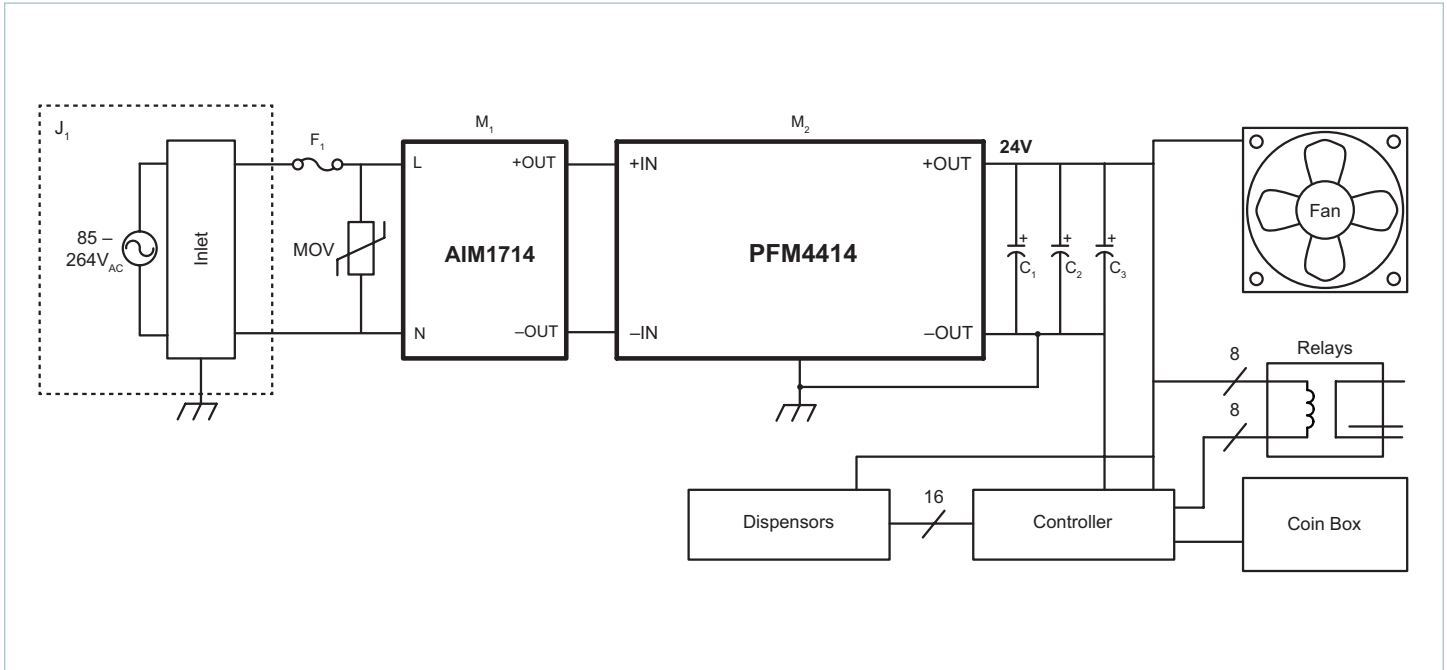 J1
85 –
264VAC
Inlet
F1
MOV
M1
L
+OUT
AIM1714
N
–OUT
M2
+IN
+OUT
PFM4414
–IN
–OUT
24V
+
C1
+
C2
+
C3
Fan
8
Relays
8
Dispensors
16
Controller
Coin Box